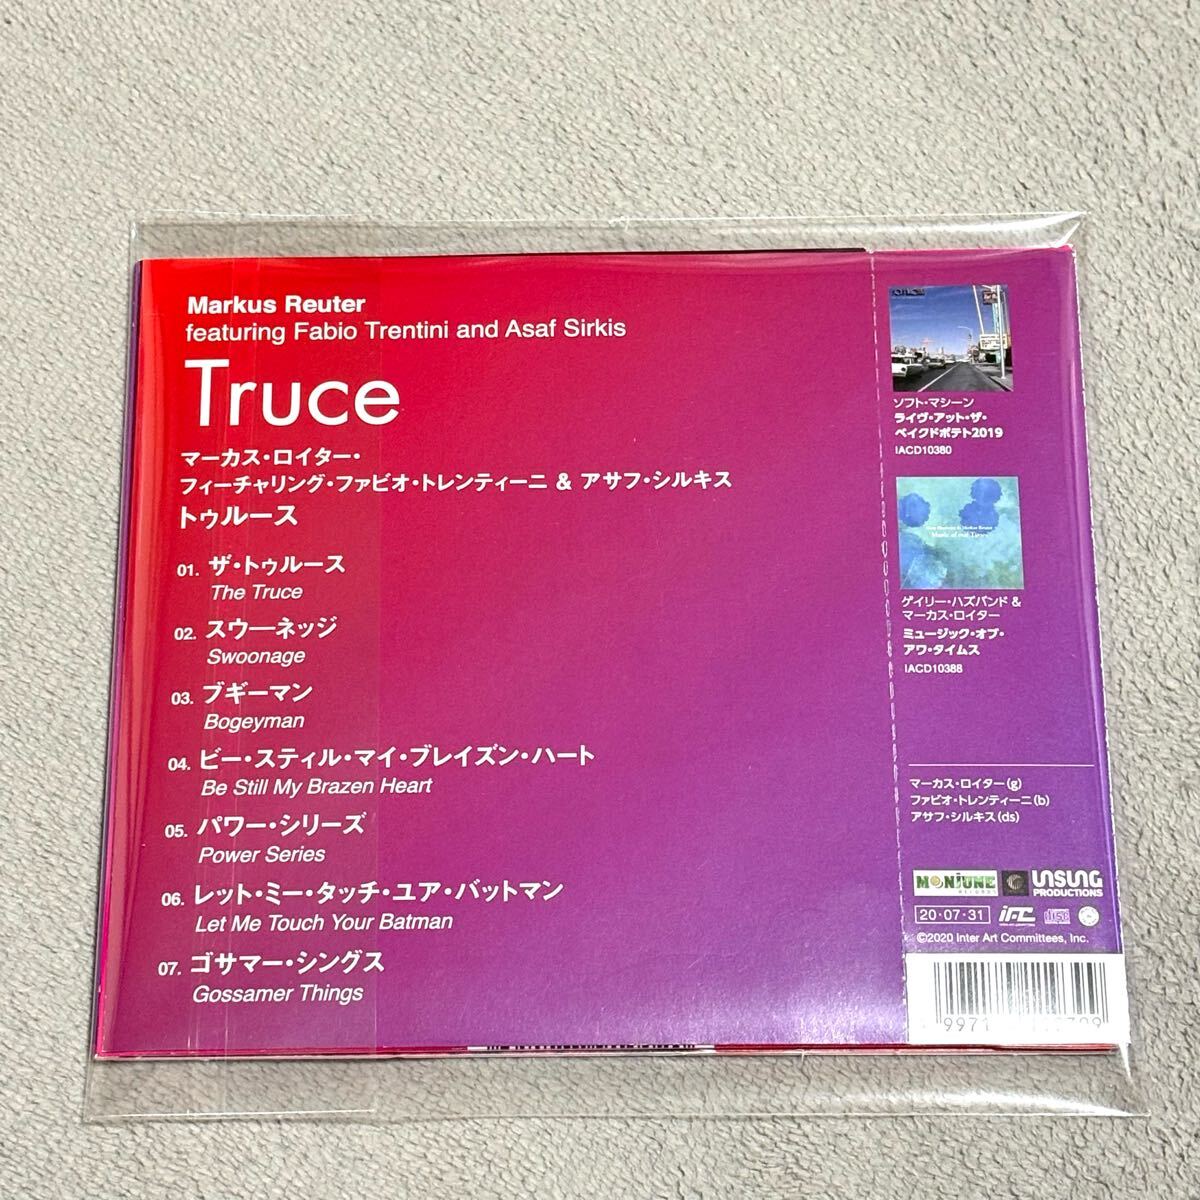 Markus Reuter
featuring Fabio Trentini and Asaf Sirkis
Truce
マーカス・ロイター・
フィーチャリング・ファビオ・トレンティーニ & アサフ・シルキス
トゥルース
01. ザ・トゥルース
The Truce
02. スウーネッジ
Swoonage
03. ブギーマン
Bogeyman
04. ビー・スティル・マイ・ブレイズン・ハート
Be Still My Brazen Heart
05. パワー・シリーズ
Power Series
06. レット・ミー・タッチ・ユア・バットマン
Let Me Touch Your Batman
07. ゴサマー・シングス
Gossamer Things
ソフト・マシーン
ライヴ・アット・ザ・
ベイクドポテト2019
IACD10380
Music of our Times
ゲイリー・ハズバンド &
マーカス・ロイター
ミュージック・オブ・
アワ・タイムス
IACD10388
マーカス・ロイター(g)
ファビオ・トレンティーニ(b)
アサフ・シルキス(ds)
MONJUNE
RECORDS
UNSUNG
PRODUCTIONS
20・07・31
©2020 Inter Art Committees, Inc.